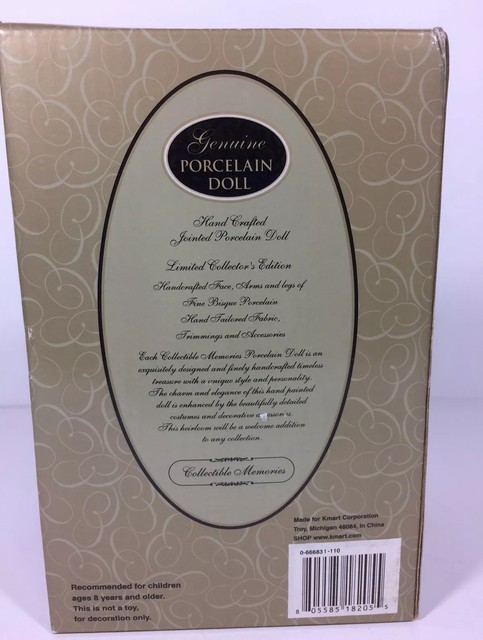 Genuine
PORCELAIN
DOLL
Hand Crafted
Jointed Porcelain Doll
Limited Collector's Edition
Handcrafted Face, Arms and legs of
Fine Bisque Porcelain
Hand Tailored Fabric,
Trimmings and Accessories
Each Collectible Memories Porcelain Doll is an
exquisitely designed and finely handcrafted timeless
treasure with a unique style and personality.
The charm and elegance of this hand painted
doll is enhanced by the beautifully detailed
costumes and decorative
This heirloom will be a welcome addition
to any collection.
Collectible Memories
Made for Kmart Corporation
Troy, Michigan 48084, in China
SHOP www.kmart.com
0-666831-110
8 05585 18205 5
Recommended for children
ages 8 years and older.
This is not a toy,
for decoration only.